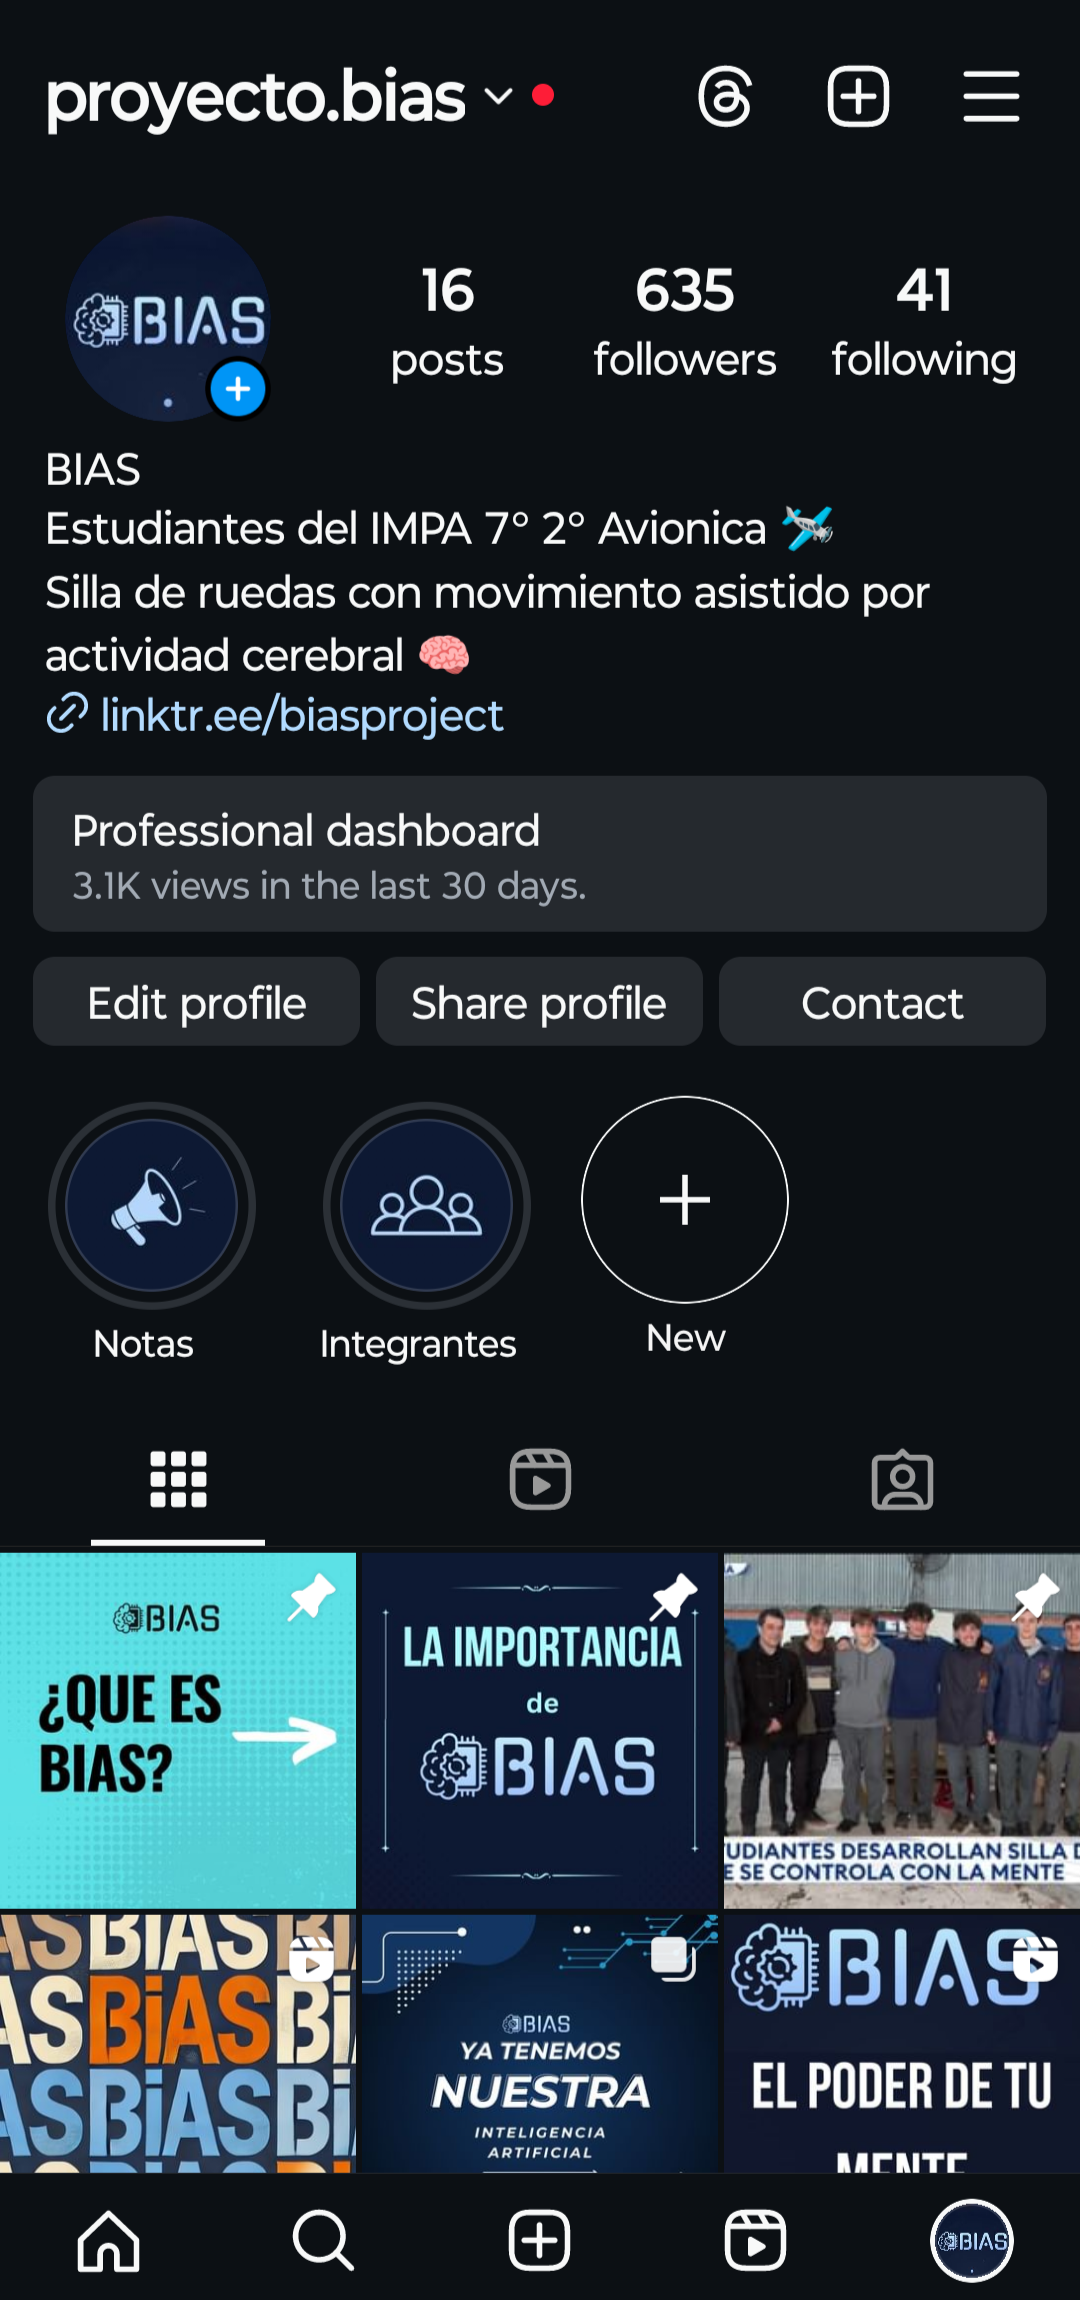 proyecto.bias
BIAS
16
posts
635
followers
41
following
BIAS
Estudiantes del IMPA 7° 2° Avionica
Silla de ruedas con movimiento asistido por
actividad cerebral
linktr.ee/biasproject
Professional dashboard
3.1K views in the last 30 days.
Edit profile
Share profile
Contact
Notas
Integrantes
New
BIAS
¿QUE ES
BIAS?
LA IMPORTANCIA
de
BIAS
UDIANTES DESARROLLAN SILLA D
E SE CONTROLA CON LA MENTE
AS BIAS BI
AS BiAS Bi
AS BiAS Bi
BIAS
YA TENEMOS
NUESTRA
INTELIGENCIA
ARTIFICIAL
BIAS
EL PODER DE TU
MENTE
BIAS